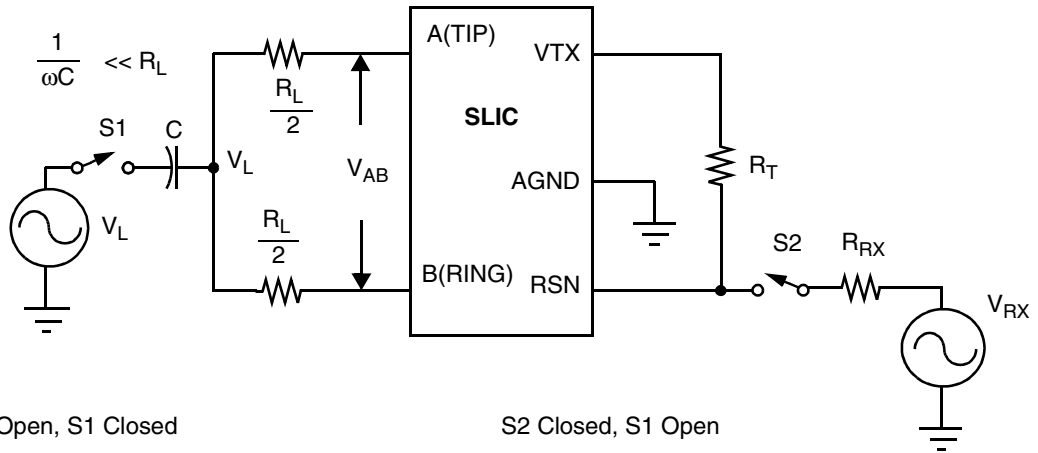 1
ωC
<< R_L
S1
C
V_L
V_L
R_L
2
R_L
2
V_AB
A(TIP)
B(RING)
SLIC
VTX
AGND
RSN
R_T
S2
R_RX
V_RX
Open, S1 Closed
S2 Closed, S1 Open